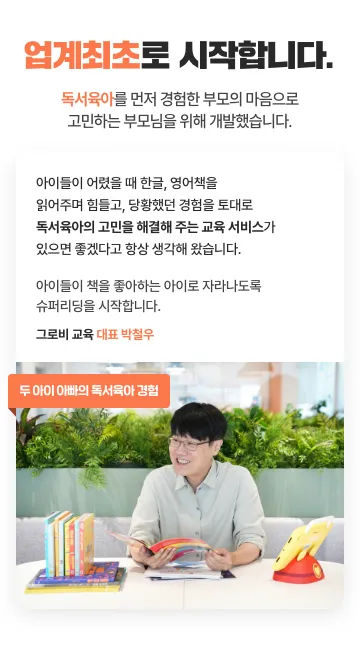 업계최초로 시작합니다.
독서육아를 먼저 경험한 부모의 마음으로
고민하는 부모님을 위해 개발했습니다.
아이들이 어렸을 때 한글, 영어책을
읽어주며 힘들고, 당황했던 경험을 토대로
독서육아의 고민을 해결해 주는 교육 서비스가
있으면 좋겠다고 항상 생각해 왔습니다.
아이들이 책을 좋아하는 아이로 자라나도록
슈퍼리딩을 시작합니다.
그로비 교육 대표 박철우
두 아이 아빠의 독서육아 경험